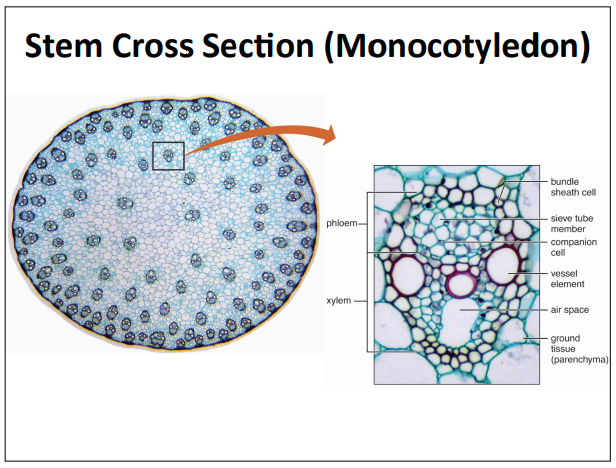 Stem Cross Section (Monocotyledon)
phloem
xylem
bundle
sheath cell
sieve tube
member
companion
cell
vessel
element
air space
ground
tissue
(parenchyma)